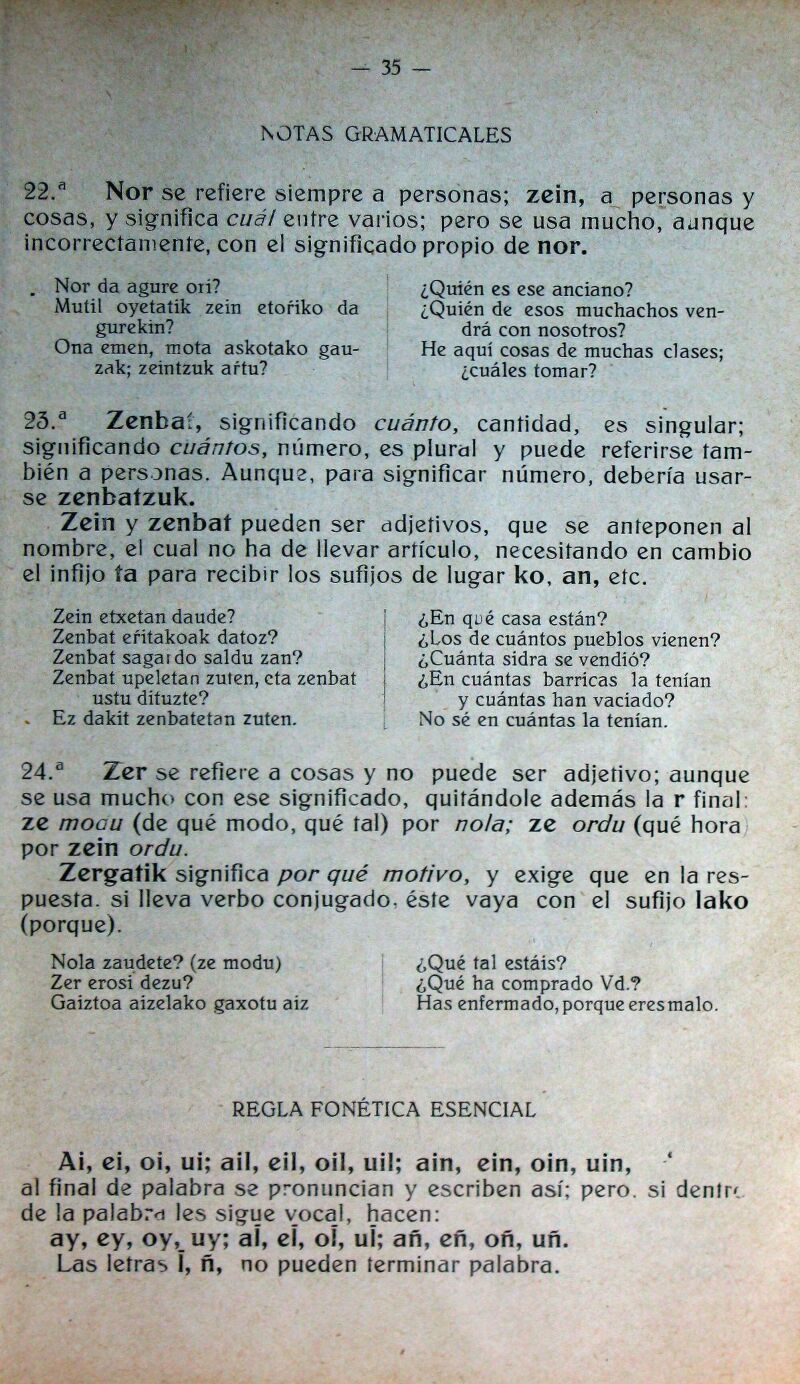 — 35 —
NOTAS GRAMATICALES
22.ª Nor se refiere siempre a personas; zein, a personas y
cosas, y significa cuál entre varios; pero se usa mucho, aunque
incorrectamente, con el significado propio de nor.
Nor da agure ori?
Mutil oyetatik zein etor̃iko da
gurekin?
Ona emen, mota askotako gau-
zak; zeintzuk ar̃tu?
¿Quién es ese anciano?
¿Quién de esos muchachos ven-
drá con nosotros?
He aquí cosas de muchas clases;
¿cuáles tomar?
23.ª Zenbat, significando cuánto, cantidad, es singular;
significando cuántos, número, es plural y puede referirse tam-
bién a personas. Aunque, para significar número, debería usar-
se zenbatzuk.
Zein y zenbat pueden ser adjetivos, que se anteponen al
nombre, el cual no ha de llevar artículo, necesitando en cambio
el infijo ta para recibir los sufijos de lugar ko, an, etc.
Zein etxetan daude?
Zenbat er̃itakoak datoz?
Zenbat sagardo saldu zan?
Zenbat upeletan zuten, eta zenbat
ustu dituzte?
Ez dakit zenbatetan zuten.
¿En qué casa están?
¿Los de cuántos pueblos vienen?
¿Cuánta sidra se vendió?
¿En cuántas barricas la tenían
y cuántas han vaciado?
No sé en cuántas la tenían.
24.ª Zer se refiere a cosas y no puede ser adjetivo; aunque
se usa mucho con ese significado, quitándole además la r final:
ze modu (de qué modo, qué tal) por nola; ze ordu (qué hora)
por zein ordu.
Zergatik significa por qué motivo, y exige que en la res-
puesta. si lleva verbo conjugado, éste vaya con el sufijo lako
(porque).
Nola zaudete? (ze modu)
Zer erosi dezu?
Gaiztoa aizelako gaxotu aiz
¿Qué tal estáis?
¿Qué ha comprado Vd.?
Has enfermado, porque eres malo.
REGLA FONÉTICA ESENCIAL
Ai, ei, oi, ui; ail, eil, oil, uil; ain, ein, oin, uin,
al final de palabra se pronuncian y escriben así; pero. si dentro
de la palabra les sigue vocal, hacen:
ay, ey, oy, uy; al̃, el̃, ol̃, ul̃; añ, eñ, oñ, uñ.
Las letras l̃, ñ, no pueden terminar palabra.